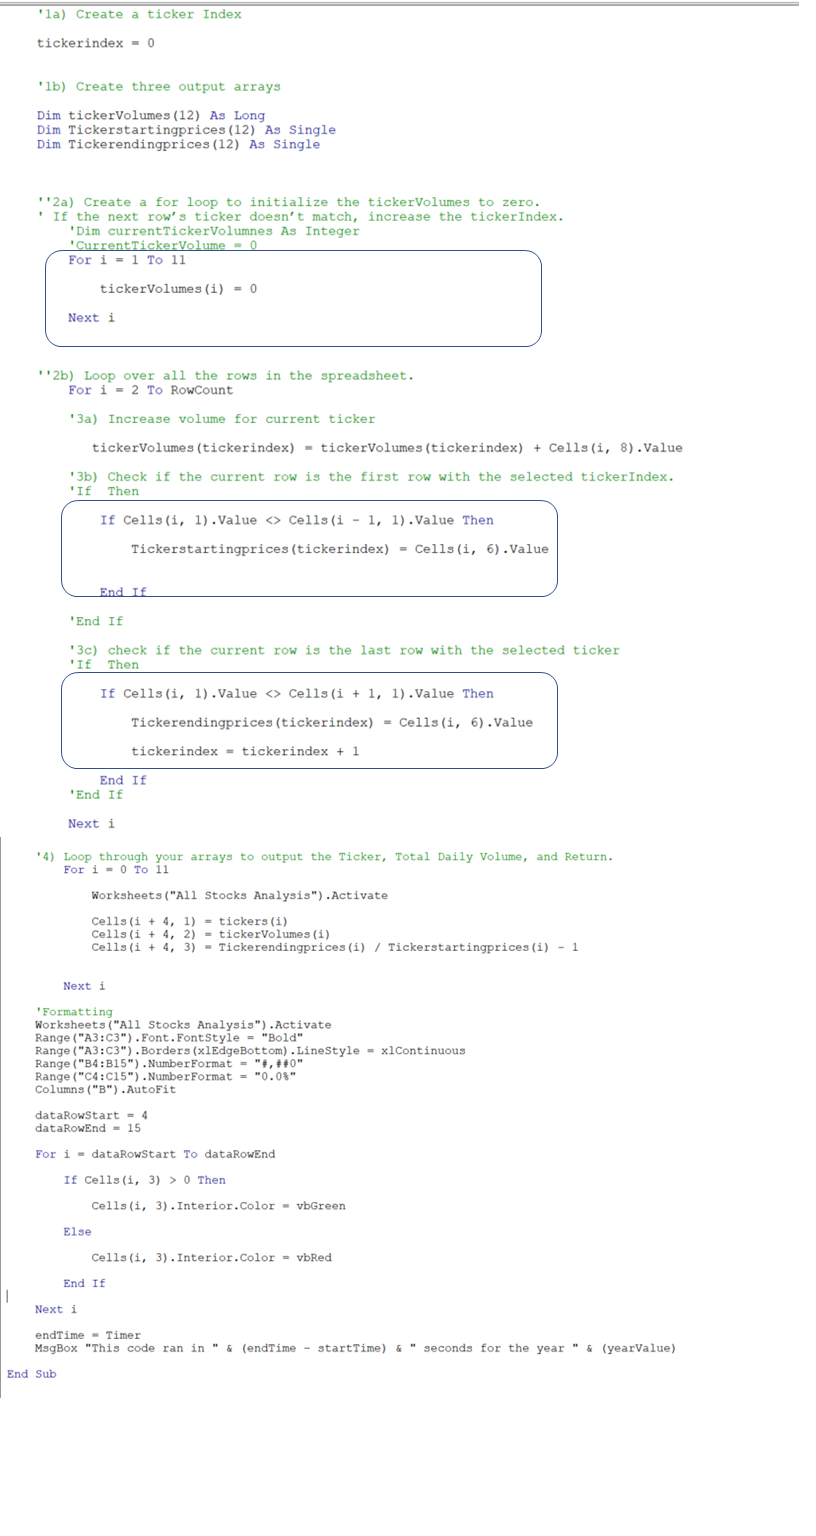 '1a) Create a ticker Index
tickerindex = 0
'1b) Create three output arrays
Dim tickerVolumes(12) As Long
Dim Tickerstartingprices(12) As Single
Dim Tickerendingprices(12) As Single
''2a) Create a for loop to initialize the tickerVolumes to zero.
' If the next row’s ticker doesn’t match, increase the tickerIndex.
'Dim currentTickerVolumnes As Integer
'CurrentTickerVolume = 0
For i = 1 To 11
tickerVolumes(i) = 0
Next i
''2b) Loop over all the rows in the spreadsheet.
For i = 2 To RowCount
'3a) Increase volume for current ticker
tickerVolumes(tickerindex) = tickerVolumes(tickerindex) + Cells(i, 8).Value
'3b) Check if the current row is the first row with the selected tickerIndex.
'If  Then
If Cells(i, 1).Value <> Cells(i - 1, 1).Value Then
Tickerstartingprices(tickerindex) = Cells(i, 6).Value
End If
'End If
'3c) check if the current row is the last row with the selected ticker
'If  Then
If Cells(i, 1).Value <> Cells(i + 1, 1).Value Then
Tickerendingprices(tickerindex) = Cells(i, 6).Value
tickerindex = tickerindex + 1
End If
'End If
Next i
'4) Loop through your arrays to output the Ticker, Total Daily Volume, and Return.
For i = 0 To 11
Worksheets("All Stocks Analysis").Activate
Cells(i + 4, 1) = tickers(i)
Cells(i + 4, 2) = tickerVolumes(i)
Cells(i + 4, 3) = Tickerendingprices(i) / Tickerstartingprices(i) - 1
Next i
'Formatting
Worksheets("All Stocks Analysis").Activate
Range("A3:C3").Font.FontStyle = "Bold"
Range("A3:C3").Borders(xlEdgeBottom).LineStyle = xlContinuous
Range("B4:B15").NumberFormat = "#,##0"
Range("C4:C15").NumberFormat = "0.0%"
Columns("B").AutoFit
dataRowStart = 4
dataRowEnd = 15
For i = dataRowStart To dataRowEnd
If Cells(i, 3) > 0 Then
Cells(i, 3).Interior.Color = vbGreen
Else
Cells(i, 3).Interior.Color = vbRed
End If
Next i
endTime = Timer
MsgBox "This code ran in " & (endTime - startTime) & " seconds for the year " & (yearValue)
End Sub